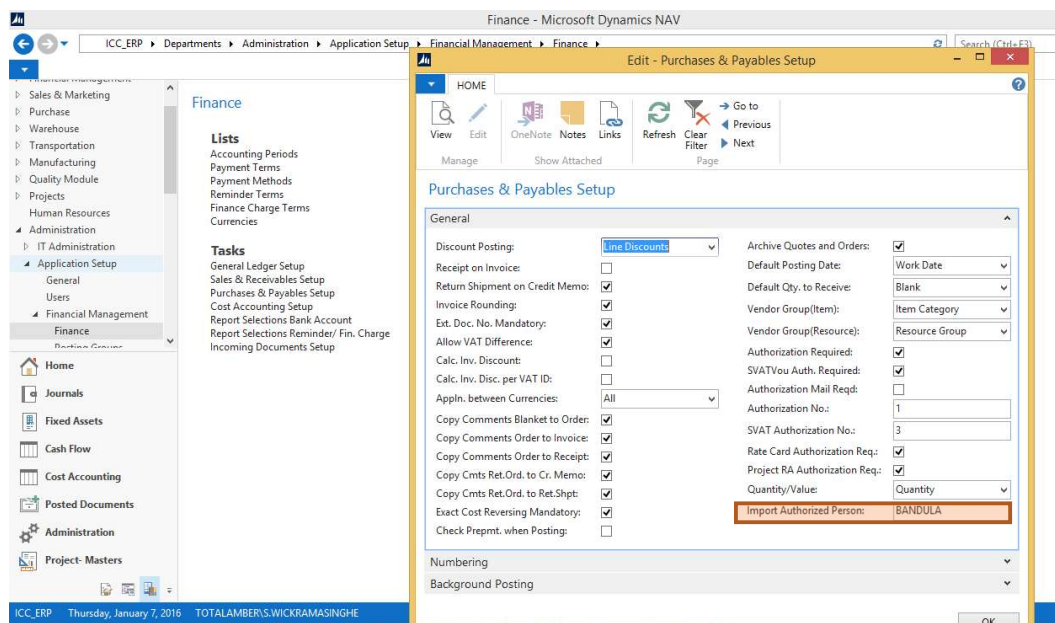 Finance - Microsoft Dynamics NAV
ICC_ERP ▸ Departments ▸ Administration ▸ Application Setup ▸ Financial Management ▸ Finance ▸
Search (Ctrl+F3)
Sales & Marketing
Purchase
Warehouse
Transportation
Manufacturing
Quality Module
Projects
Human Resources
Administration
IT Administration
Application Setup
General
Users
Financial Management
Finance
Posting Groups
Home
Journals
Fixed Assets
Cash Flow
Cost Accounting
Posted Documents
Administration
Project- Masters
Finance
Lists
Accounting Periods
Payment Terms
Payment Methods
Reminder Terms
Finance Charge Terms
Currencies
Tasks
General Ledger Setup
Sales & Receivables Setup
Purchases & Payables Setup
Cost Accounting Setup
Report Selections Bank Account
Report Selections Reminder/ Fin. Charge
Incoming Documents Setup
Edit - Purchases & Payables Setup
HOME
View
Edit
OneNote
Notes
Links
Refresh
Clear Filter
Go to
Previous
Next
Manage
Show Attached
Page
Purchases & Payables Setup
General
Discount Posting: Line Discounts
Receipt on Invoice:
Return Shipment on Credit Memo:
Invoice Rounding:
Ext. Doc. No. Mandatory:
Allow VAT Difference:
Calc. Inv. Discount:
Calc. Inv. Disc. per VAT ID:
Appln. between Currencies: All
Copy Comments Blanket to Order:
Copy Comments Order to Invoice:
Copy Comments Order to Receipt:
Copy Cmts Ret.Ord. to Cr. Memo:
Copy Cmts Ret.Ord. to Ret.Shpt:
Exact Cost Reversing Mandatory:
Check Prepmt. when Posting:
Archive Quotes and Orders:
Default Posting Date: Work Date
Default Qty. to Receive: Blank
Vendor Group(Item): Item Category
Vendor Group(Resource): Resource Group
Authorization Required:
SVATVou Auth. Required:
Authorization Mail Reqd:
Authorization No.: 1
SVAT Authorization No.: 3
Rate Card Authorization Req.:
Project RA Authorization Req.:
Quantity/Value: Quantity
Import Authorized Person: BANDULA
Numbering
Background Posting
OK
ICC_ERP Thursday, January 7, 2016 TOTALAMBER\S.WICKRAMASINGHE